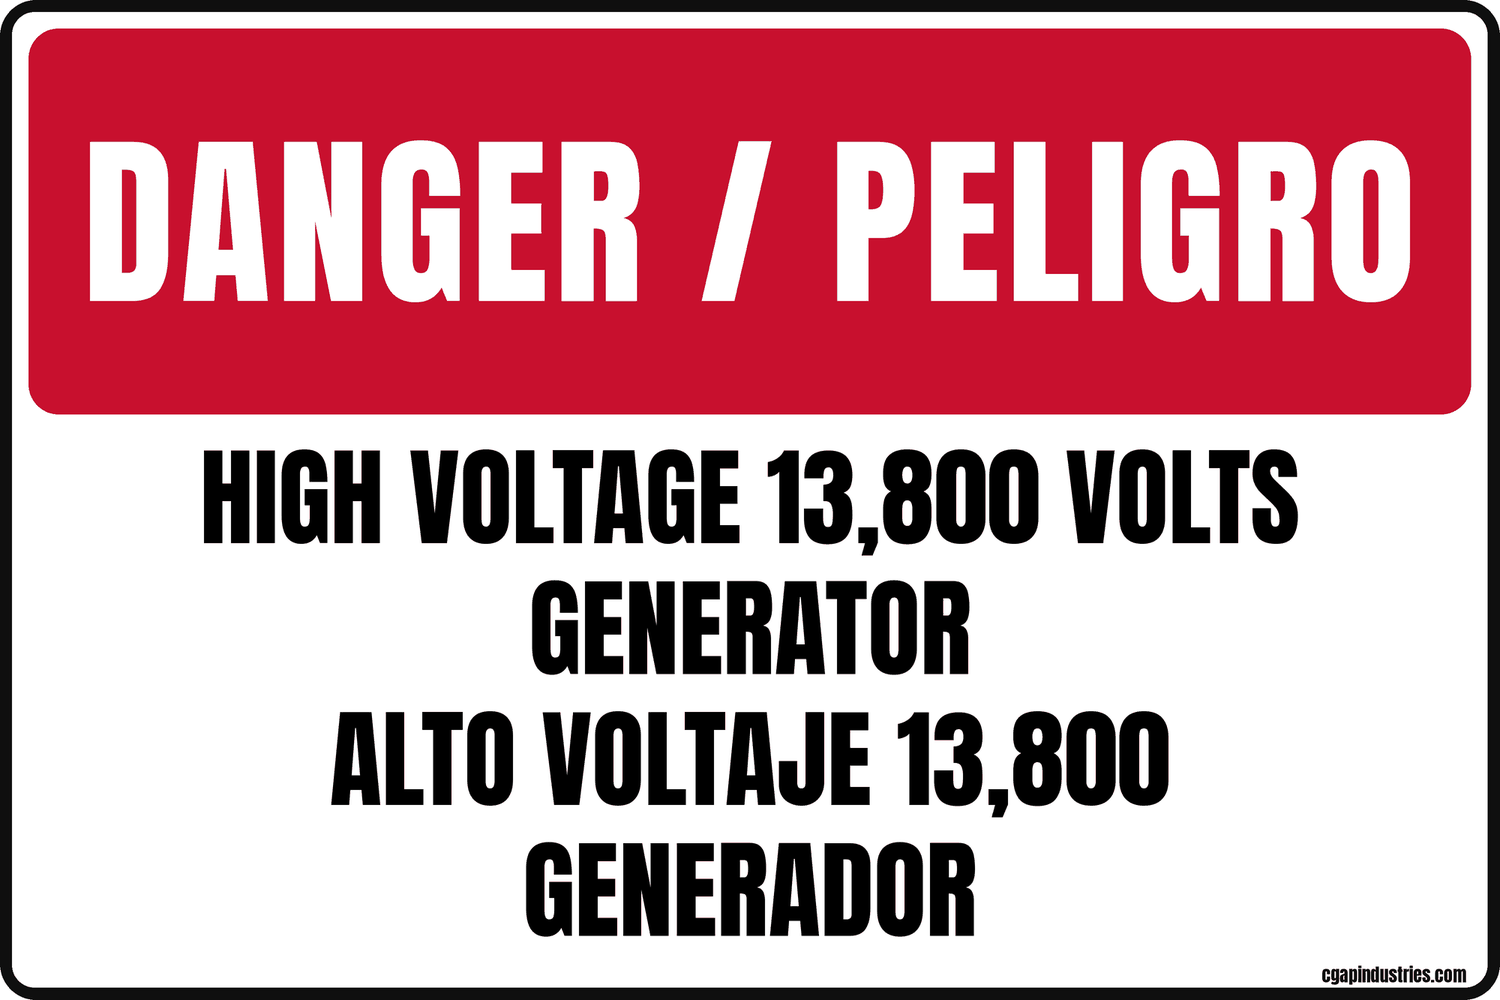 DANGER / PELIGRO
HIGH VOLTAGE 13,800 VOLTS
GENERATOR
ALTO VOLTAJE 13,800
GENERADOR
cgapindustries.com